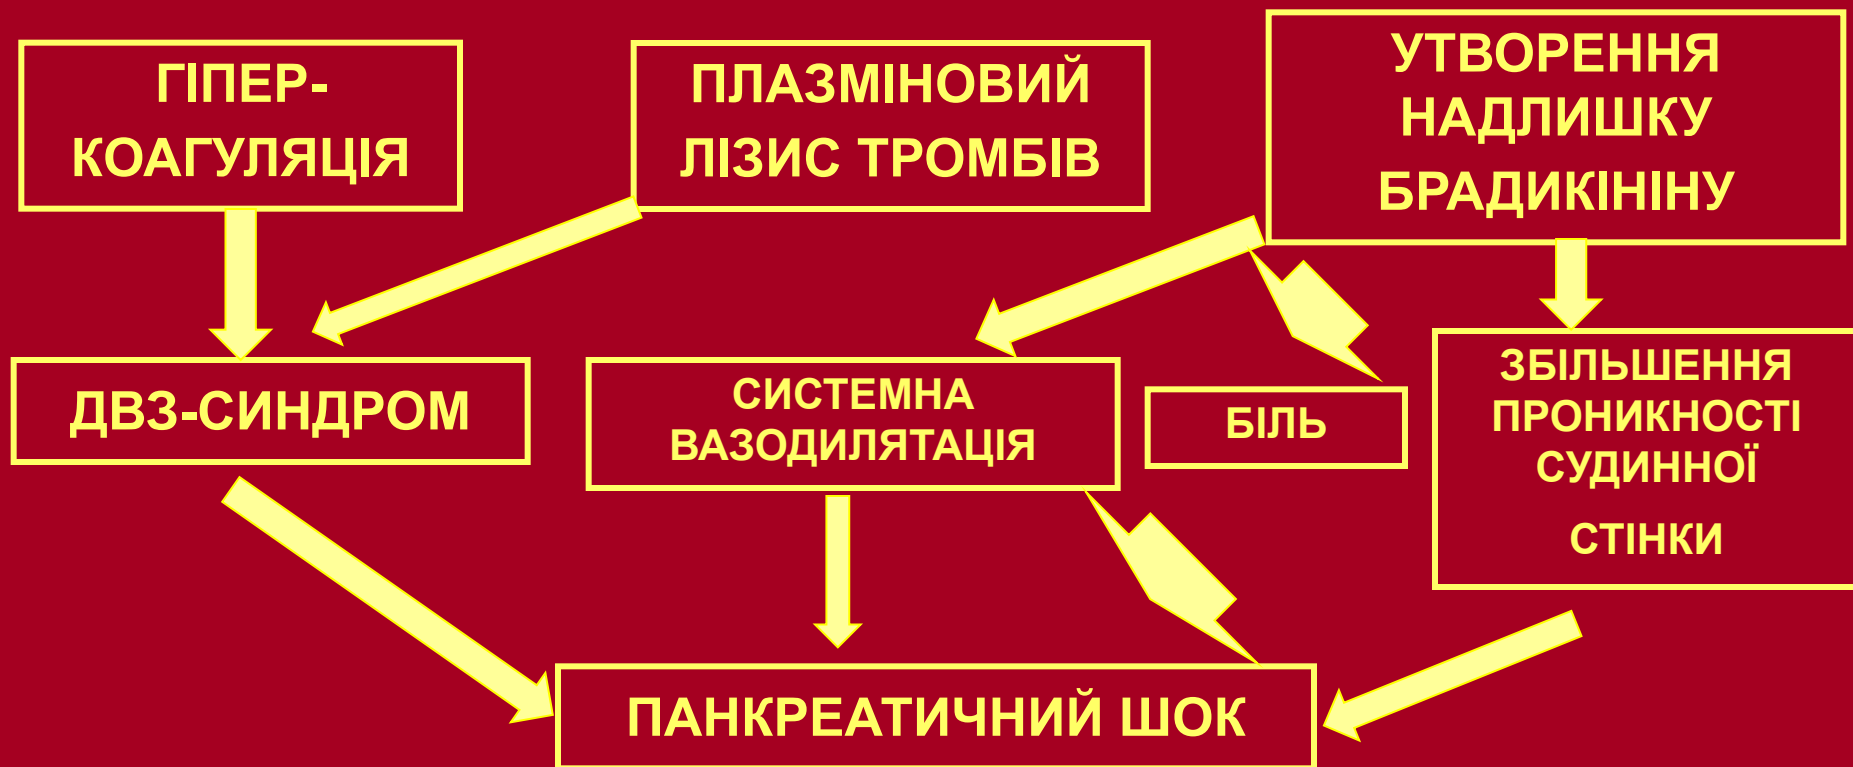 ГІПЕР-
КОАГУЛЯЦІЯ
ПЛАЗМІНОВИЙ
ЛІЗИС ТРОМБІВ
УТВОРЕННЯ
НАДЛИШКУ
БРАДИКІНІНУ
ДВЗ-СИНДРОМ
СИСТЕМНА
ВАЗОДИЛЯТАЦІЯ
БІЛЬ
ЗБІЛЬШЕННЯ
ПРОНИКНОСТІ
СУДИННОЇ
СТІНКИ
ПАНКРЕАТИЧНИЙ ШОК